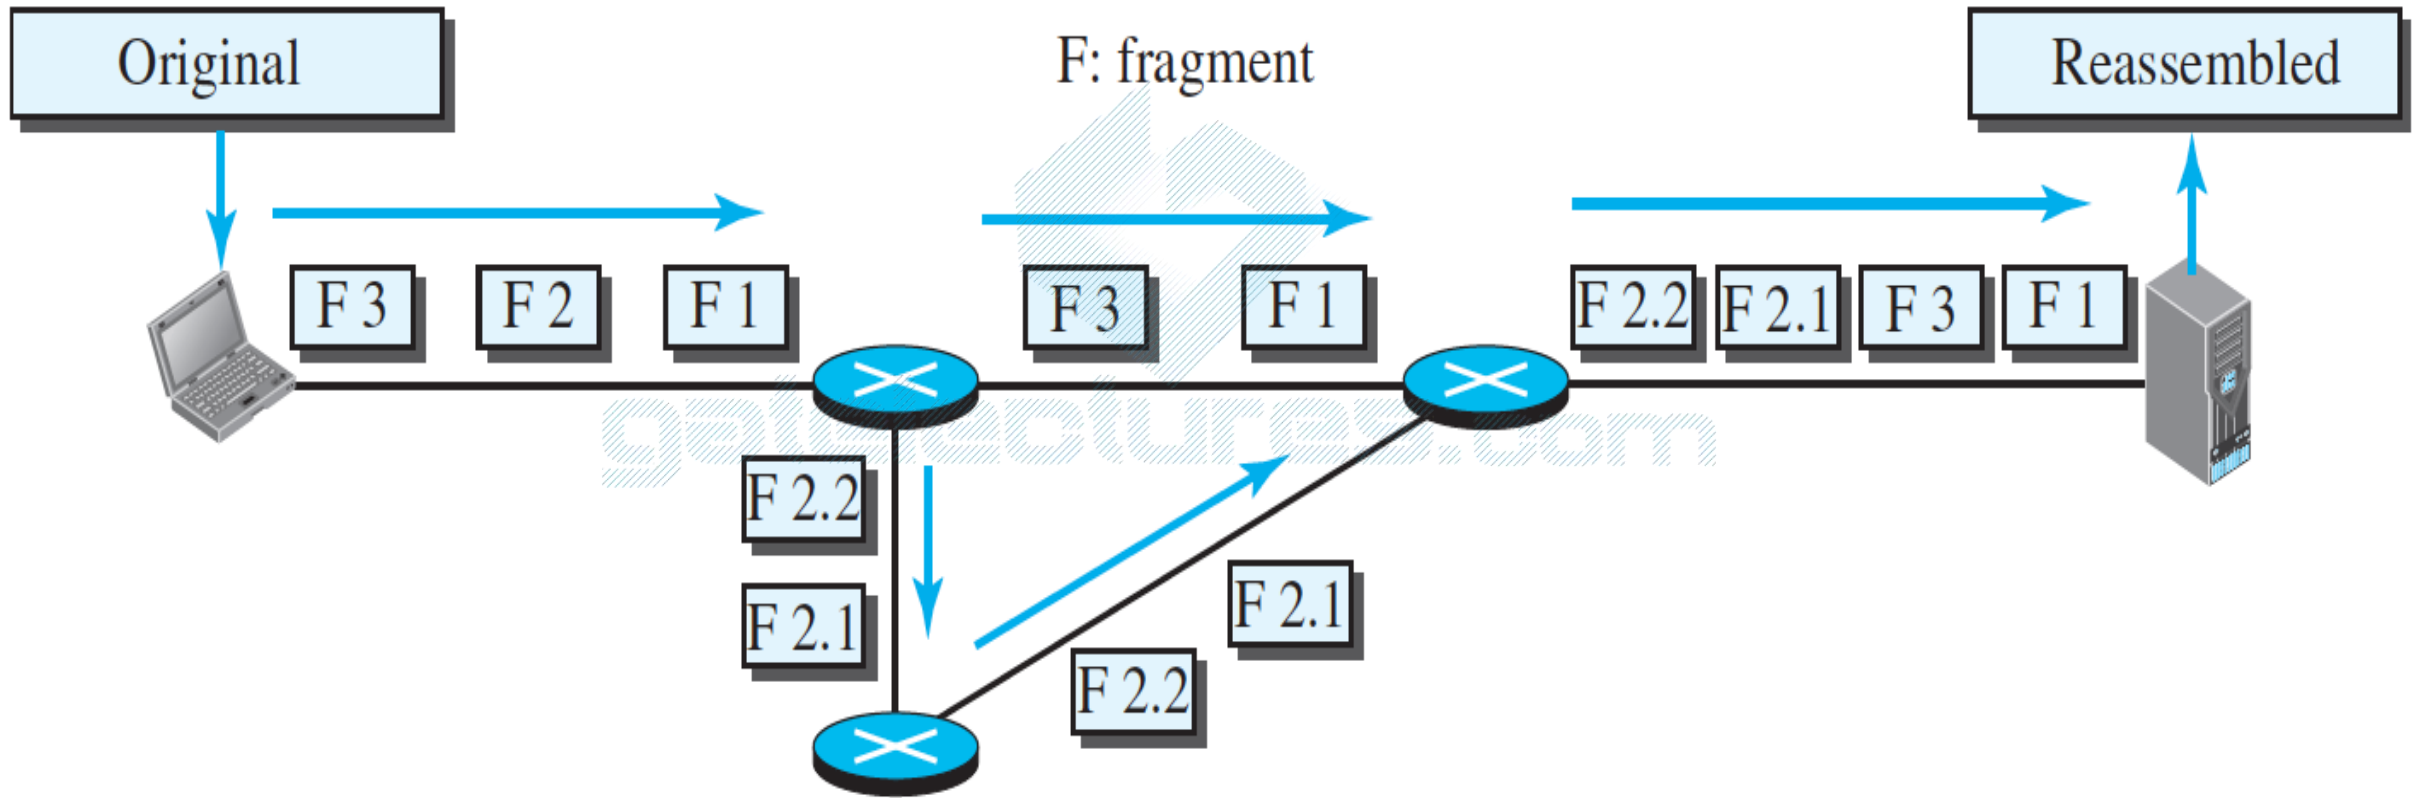 Original
F: fragment
Reassembled
F 3
F 2
F 1
F 3
F 1
F 2.2
F 2.1
F 3
F 1
gatelectures.com
F 2.2
F 2.1
F 2.1
F 2.2